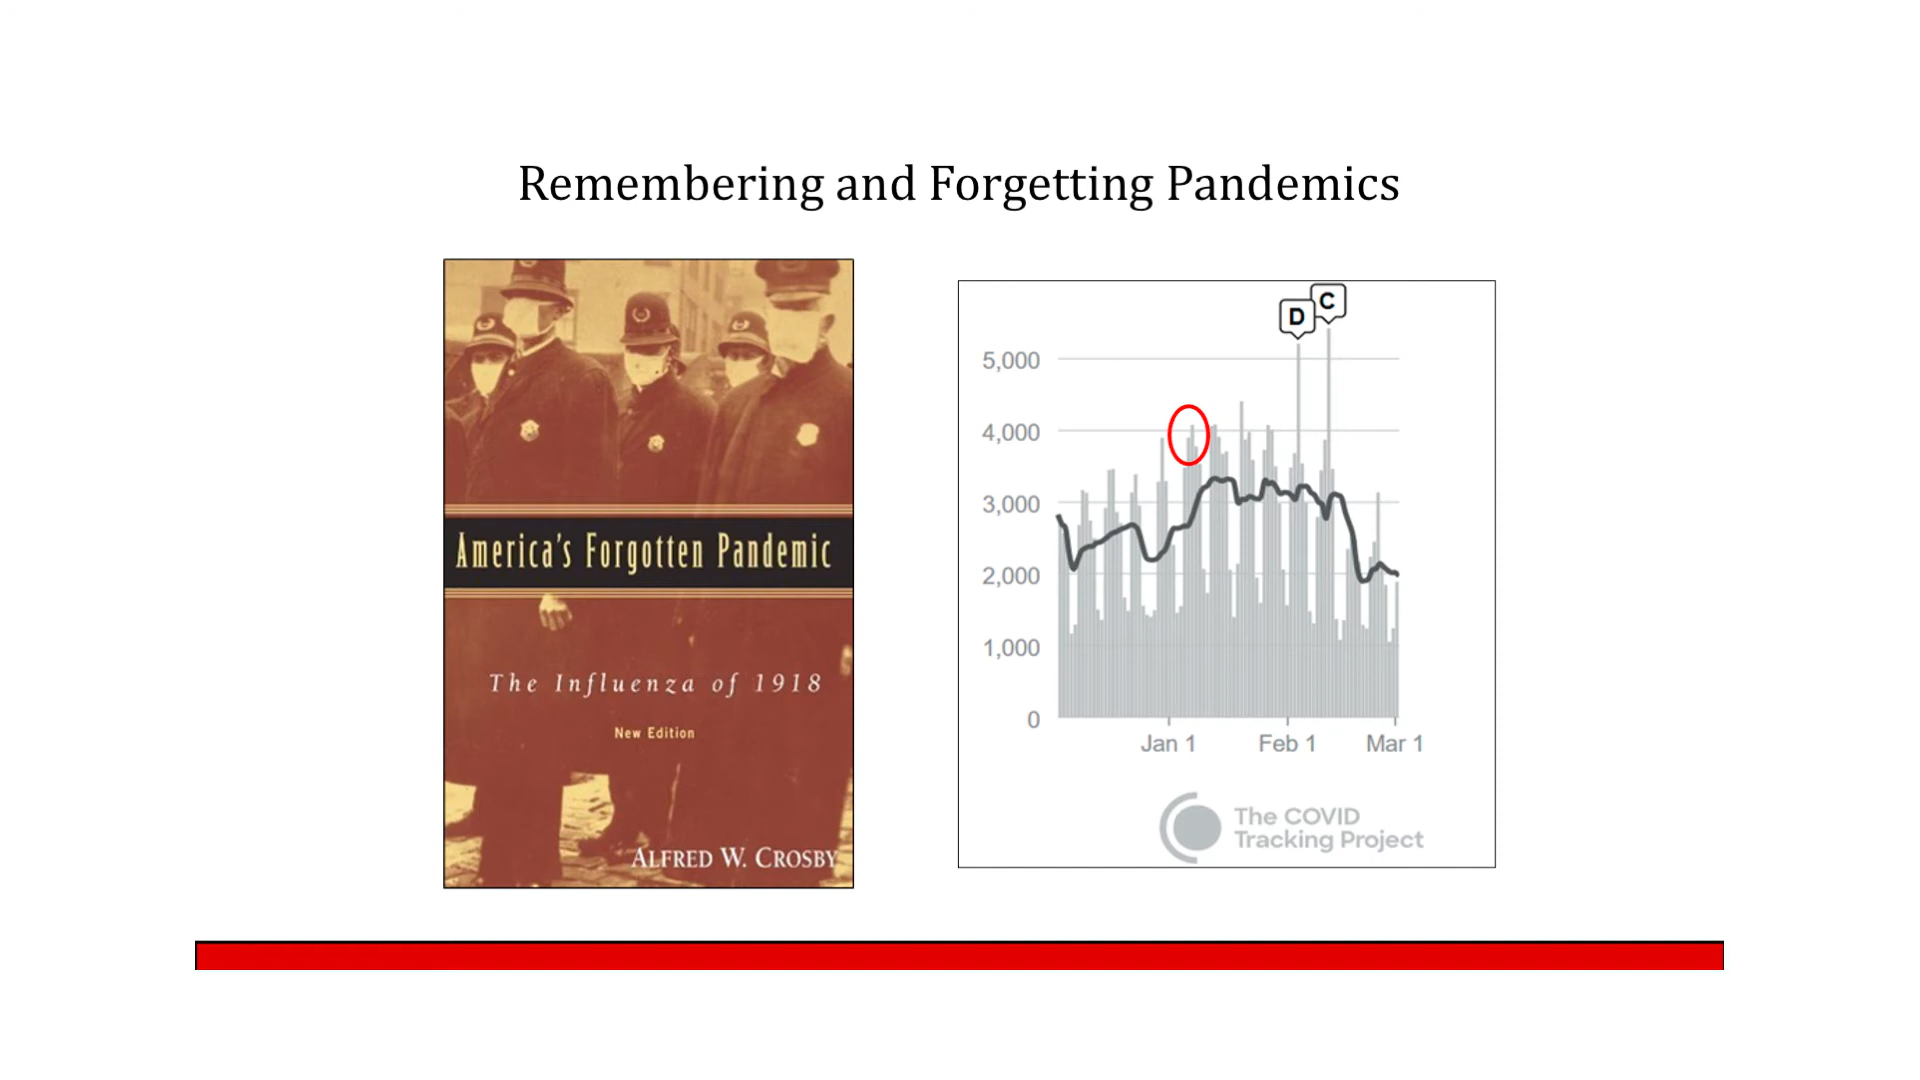 Remembering and Forgetting Pandemics
America's Forgotten Pandemic
The Influenza of 1918
New Edition
ALFRED W. CROSBY
D
C
5,000
4,000
3,000
2,000
1,000
0
Jan 1 Feb 1 Mar 1
The COVID
Tracking Project